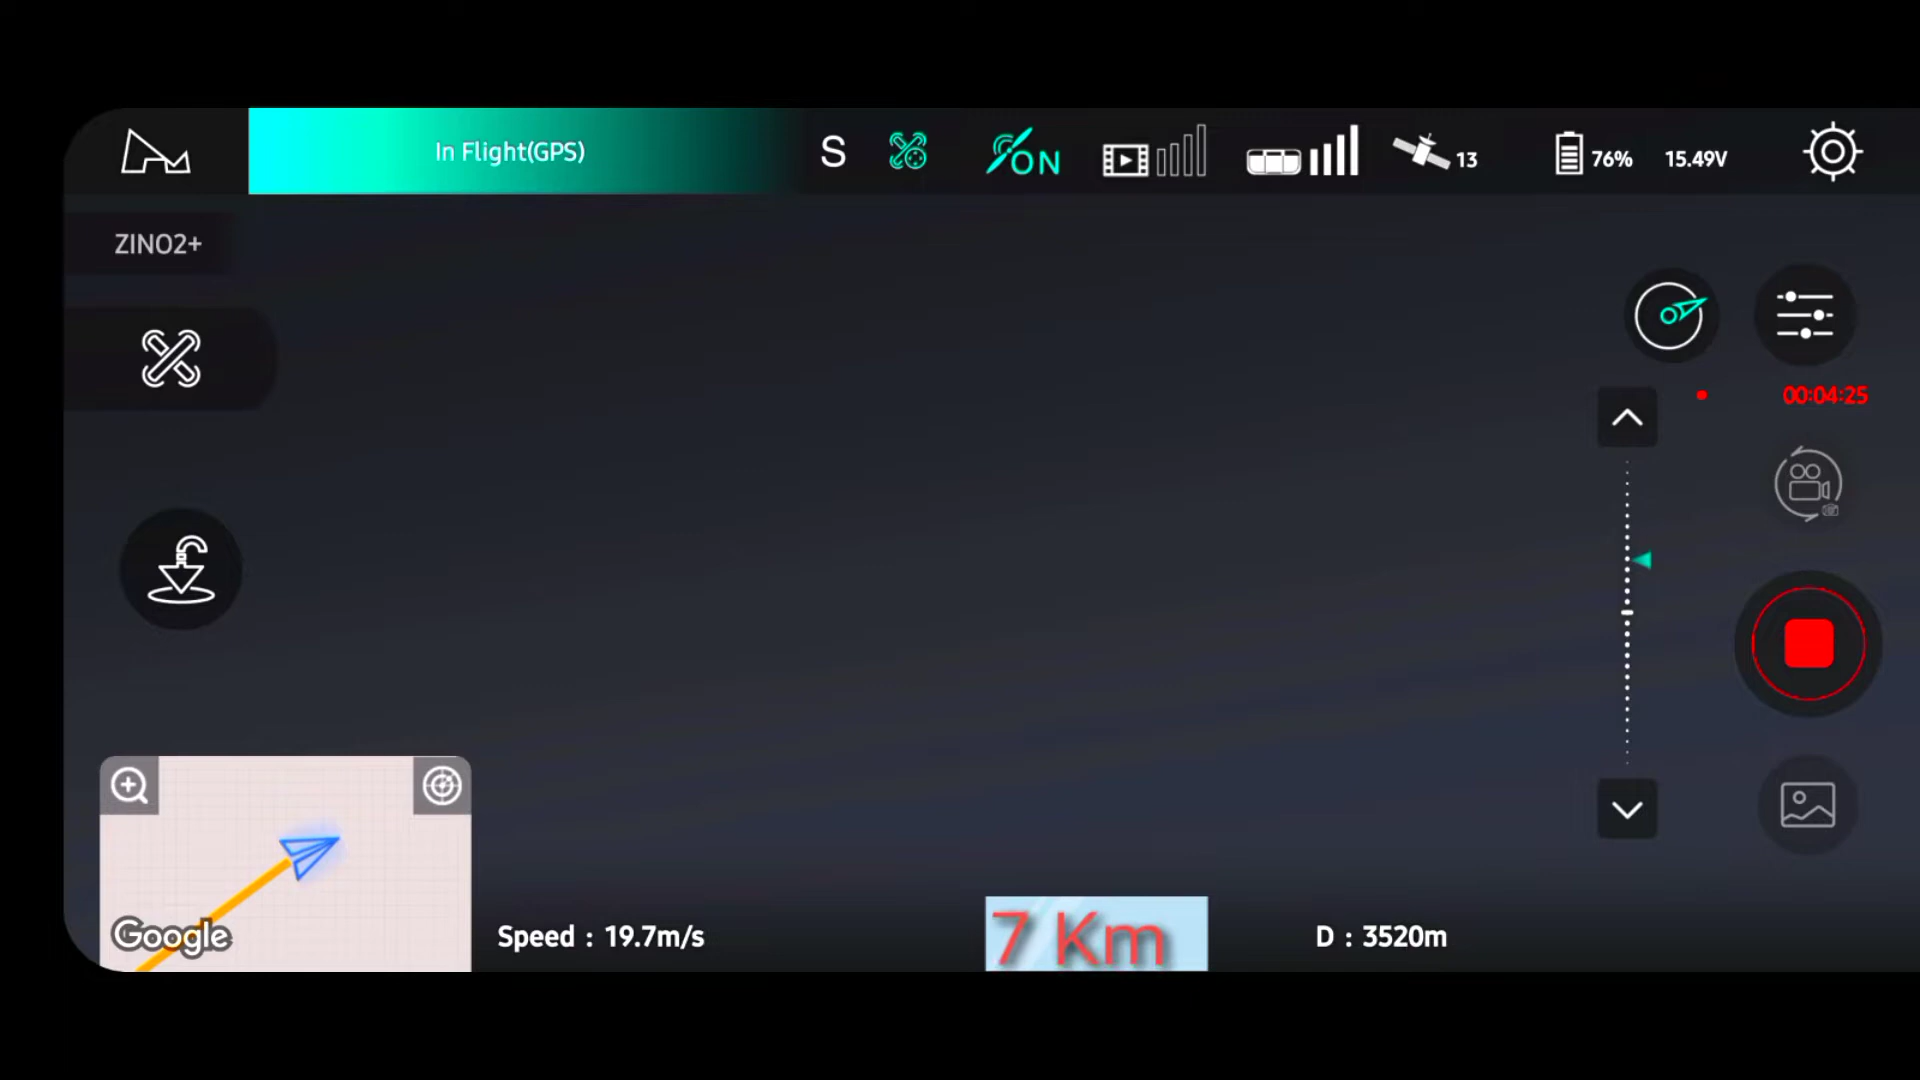 In Flight(GPS)
S
ON
13
76%
15.49V
ZINO2+
00:04:25
Google
Speed : 19.7m/s
7 Km
D : 3520m